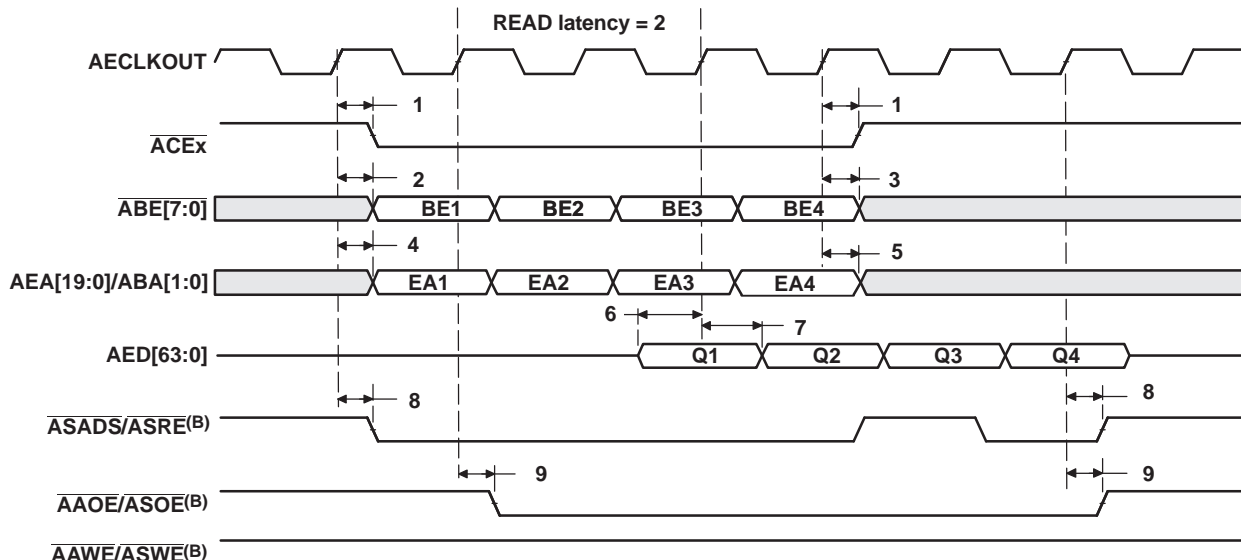 READ latency = 2
AECLKOUT
1 1
ACEx
2 3
ABE[7:0] BE1 BE2 BE3 BE4
4 5
AEA[19:0]/ABA[1:0] EA1 EA2 EA3 EA4
6 7
AED[63:0] Q1 Q2 Q3 Q4
8 8
ASADS/ASRE(B)
9 9
AAOE/ASOE(B)
AAWE/ASWE(B)